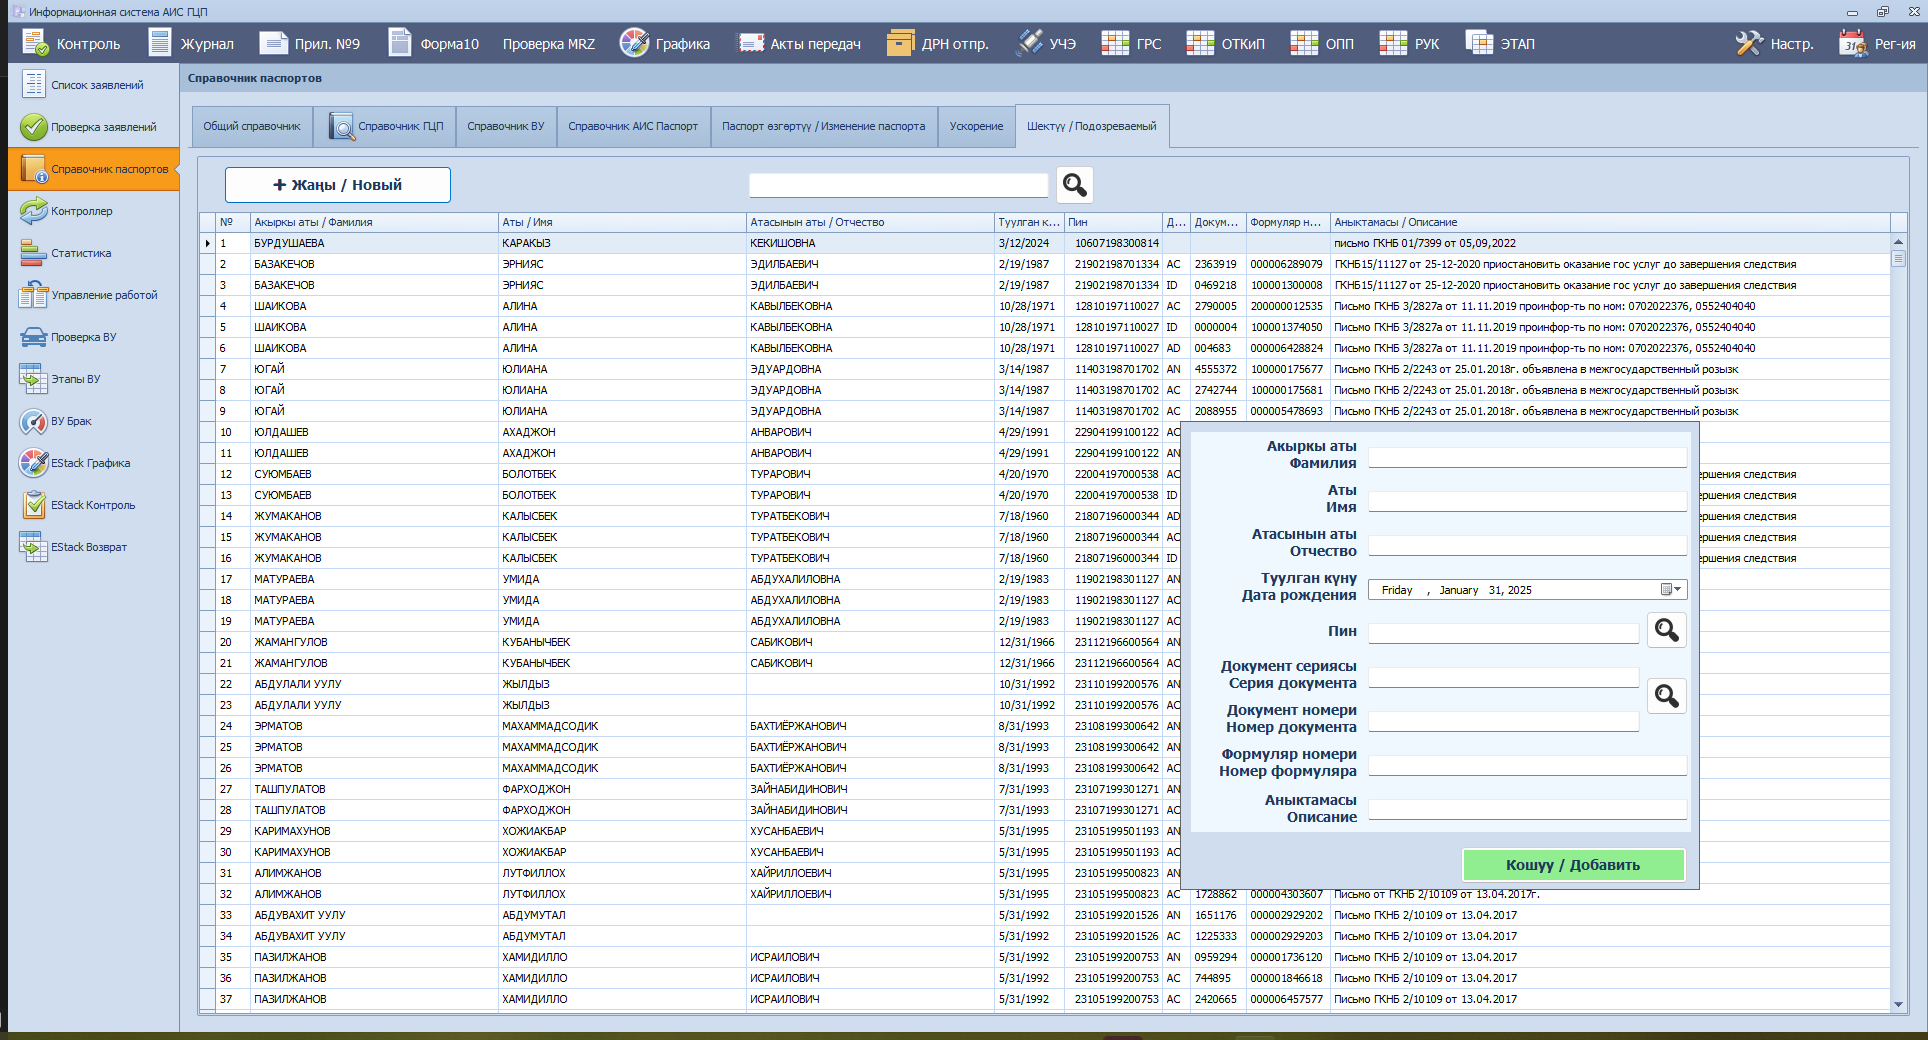 Информационная система АИС ГЦП
Контроль Журнал Прил. №9 Форма10 Проверка MRZ Графика Акты передач ДРН отпр. УЧЭ ГРС ОТКиП ОПП РУК ЭТАП Настр. Рег-ия
Список заявлений
Проверка заявлений
Справочник паспортов
Контроллер
Статистика
Управление работой
Проверка ВУ
Этапы ВУ
ВУ Брак
EStack Графика
EStack Контроль
EStack Возврат
Справочник паспортов
Общий справочник Справочник ГЦП Справочник ВУ Справочник АИС Паспорт Паспорт өзгөртүү / Изменение паспорта Ускорение Шектүү / Подозреваемый
+ Жаңы / Новый
№ Акыркы аты / Фамилия Аты / Имя Атасынын аты / Отчество Туулган к... Пин Д... Докум... Формуляр н... Аныктамасы / Описание
1 БУРДУШАЕВА КАРАКЫЗ КЕКИШОВНА 3/12/2024 10607198300814 письмо ГКНБ 01/7399 от 05,09,2022
2 БАЗАКЕЧОВ ЭРНИЯС ЭДИЛБАЕВИЧ 2/19/1987 21902198701334 AC 2363919 000006289079 ГКНБ15/11127 от 25-12-2020 приостановить оказание гос услуг до завершения следствия
3 БАЗАКЕЧОВ ЭРНИЯС ЭДИЛБАЕВИЧ 2/19/1987 21902198701334 ID 0469218 100001300008 ГКНБ15/11127 от 25-12-2020 приостановить оказание гос услуг до завершения следствия
4 ШАИКОВА АЛИНА КАВЫЛБЕКОВНА 10/28/1971 12810197110027 AC 2790005 200000012535 Письмо ГКНБ 3/2827а от 11.11.2019 проинфор-ть по ном: 0702022376, 0552404040
5 ШАИКОВА АЛИНА КАВЫЛБЕКОВНА 10/28/1971 12810197110027 ID 0000004 100001374050 Письмо ГКНБ 3/2827а от 11.11.2019 проинфор-ть по ном: 0702022376, 0552404040
6 ШАИКОВА АЛИНА КАВЫЛБЕКОВНА 10/28/1971 12810197110027 AD 004683 000006428824 Письмо ГКНБ 3/2827а от 11.11.2019 проинфор-ть по ном: 0702022376, 0552404040
7 ЮГАЙ ЮЛИАНА ЭДУАРДОВНА 3/14/1987 11403198701702 AN 4555372 100000175677 Письмо ГКНБ 2/2243 от 25.01.2018г. объявлена в межгосударственный розызк
8 ЮГАЙ ЮЛИАНА ЭДУАРДОВНА 3/14/1987 11403198701702 AC 2742744 100000175681 Письмо ГКНБ 2/2243 от 25.01.2018г. объявлена в межгосударственный розызк
9 ЮГАЙ ЮЛИАНА ЭДУАРДОВНА 3/14/1987 11403198701702 AC 2088955 000005478693 Письмо ГКНБ 2/2243 от 25.01.2018г. объявлена в межгосударственный розызк
10 ЮЛДАШЕВ АХАДЖОН АНВАРОВИЧ 4/29/1991 22904199100122 AC
11 ЮЛДАШЕВ АХАДЖОН АНВАРОВИЧ 4/29/1991 22904199100122 AN
12 СУЮМБАЕВ БОЛОТБЕК ТУРАРОВИЧ 4/20/1970 22004197000538 AC ершения следствия
13 СУЮМБАЕВ БОЛОТБЕК ТУРАРОВИЧ 4/20/1970 22004197000538 ID ершения следствия
14 ЖУМАКАНОВ КАЛЫСБЕК ТУРАТБЕКОВИЧ 7/18/1960 21807196000344 AD ершения следствия
15 ЖУМАКАНОВ КАЛЫСБЕК ТУРАТБЕКОВИЧ 7/18/1960 21807196000344 AC ершения следствия
16 ЖУМАКАНОВ КАЛЫСБЕК ТУРАТБЕКОВИЧ 7/18/1960 21807196000344 ID ершения следствия
17 МАТУРАЕВА УМИДА АБДУХАЛИЛОВНА 2/19/1983 11902198301127 AN
18 МАТУРАЕВА УМИДА АБДУХАЛИЛОВНА 2/19/1983 11902198301127 AC
19 МАТУРАЕВА УМИДА АБДУХАЛИЛОВНА 2/19/1983 11902198301127 AC
20 ЖАМАНГУЛОВ КУБАНЫЧБЕК САБИКОВИЧ 12/31/1966 23112196600564 AN
21 ЖАМАНГУЛОВ КУБАНЫЧБЕК САБИКОВИЧ 12/31/1966 23112196600564 AC
22 АБДУЛАЛИ УУЛУ ЖЫЛДЫЗ 10/31/1992 23110199200576 AN
23 АБДУЛАЛИ УУЛУ ЖЫЛДЫЗ 10/31/1992 23110199200576 AC
24 ЭРМАТОВ МАХАММАДСОДИК БАХТИЁРЖАНОВИЧ 8/31/1993 23108199300642 AN
25 ЭРМАТОВ МАХАММАДСОДИК БАХТИЁРЖАНОВИЧ 8/31/1993 23108199300642 AN
26 ЭРМАТОВ МАХАММАДСОДИК БАХТИЁРЖАНОВИЧ 8/31/1993 23108199300642 AC
27 ТАШПУЛАТОВ ФАРХОДЖОН ЗАЙНАБИДИНОВИЧ 7/31/1993 23107199301271 AN
28 ТАШПУЛАТОВ ФАРХОДЖОН ЗАЙНАБИДИНОВИЧ 7/31/1993 23107199301271 AC
29 КАРИМАХУНОВ ХОЖИАКБАР ХУСАНБАЕВИЧ 5/31/1995 23105199501193 AN
30 КАРИМАХУНОВ ХОЖИАКБАР ХУСАНБАЕВИЧ 5/31/1995 23105199501193 AC
31 АЛИМЖАНОВ ЛУТФИЛЛОХ ХАЙРИЛЛОЕВИЧ 5/31/1995 23105199500823 AN
32 АЛИМЖАНОВ ЛУТФИЛЛОХ ХАЙРИЛЛОЕВИЧ 5/31/1995 23105199500823 AC 1728862 000004303607 Письмо от ГКНБ 2/10109 от 13.04.2017г.
33 АБДУВАХИТ УУЛУ АБДУМУТАЛ 5/31/1992 23105199201526 AN 1651176 000002929202 Письмо ГКНБ 2/10109 от 13.04.2017
34 АБДУВАХИТ УУЛУ АБДУМУТАЛ 5/31/1992 23105199201526 AC 1225333 000002929203 Письмо ГКНБ 2/10109 от 13.04.2017
35 ПАЗИЛЖАНОВ ХАМИДИЛЛО ИСРАИЛОВИЧ 5/31/1992 23105199200753 AN 0959294 000001736120 Письмо ГКНБ 2/10109 от 13.04.2017
36 ПАЗИЛЖАНОВ ХАМИДИЛЛО ИСРАИЛОВИЧ 5/31/1992 23105199200753 AC 744895 000001846618 Письмо ГКНБ 2/10109 от 13.04.2017
37 ПАЗИЛЖАНОВ ХАМИДИЛЛО ИСРАИЛОВИЧ 5/31/1992 23105199200753 AC 2420665 000006457577 Письмо ГКНБ 2/10109 от 13.04.2017
Акыркы аты
Фамилия
Аты
Имя
Атасынын аты
Отчество
Туулган күнү
Дата рождения
Friday , January 31, 2025
Пин
Документ сериясы
Серия документа
Документ номери
Номер документа
Формуляр номери
Номер формуляра
Аныктамасы
Описание
Кошуу / Добавить